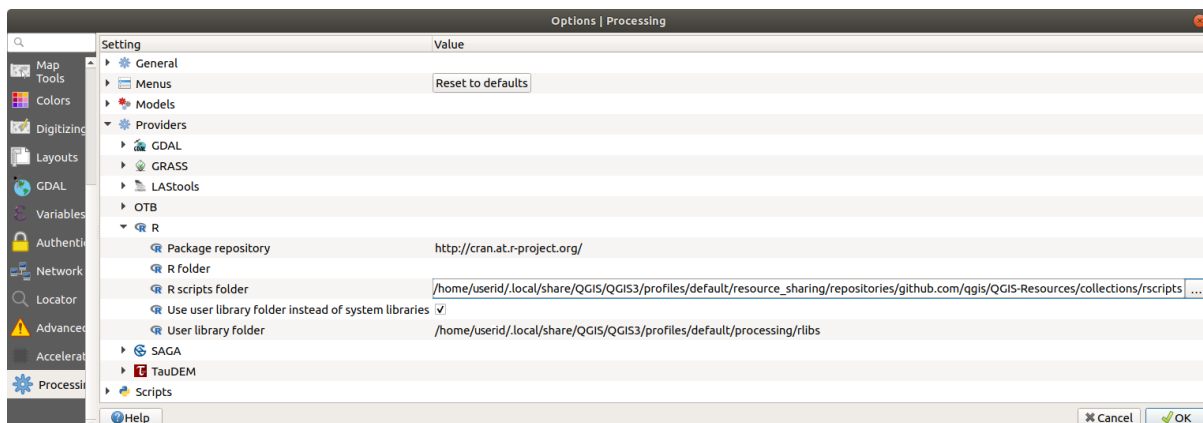 Options | Processing
Setting Value
Map Tools
Colors
Digitizing
Layouts
GDAL
Variables
Authenti
Network
Locator
Advanced
Accelerat
Processi
General
Menus Reset to defaults
Models
Providers
GDAL
GRASS
LAStools
OTB
R
Package repository http://cran.at.r-project.org/
R folder
R scripts folder /home/userid/.local/share/QGIS/QGIS3/profiles/default/resource_sharing/repositories/github.com/qgis/QGIS-Resources/collections/rscripts ...
Use user library folder instead of system libraries
User library folder /home/userid/.local/share/QGIS/QGIS3/profiles/default/processing/rlibs
SAGA
TauDEM
Scripts
Help Cancel OK